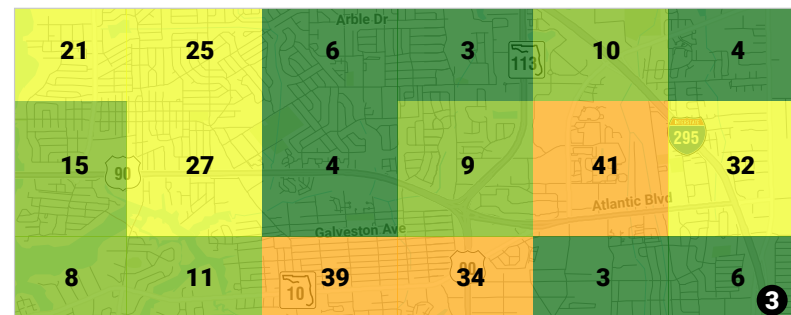 Arble Dr
21 25 6 3 10 4
113
INTERSTATE
295
15 27 4 9 41 32
90
Atlantic Blvd
Galveston Ave
8 11 39 34 3 6
90
10
3